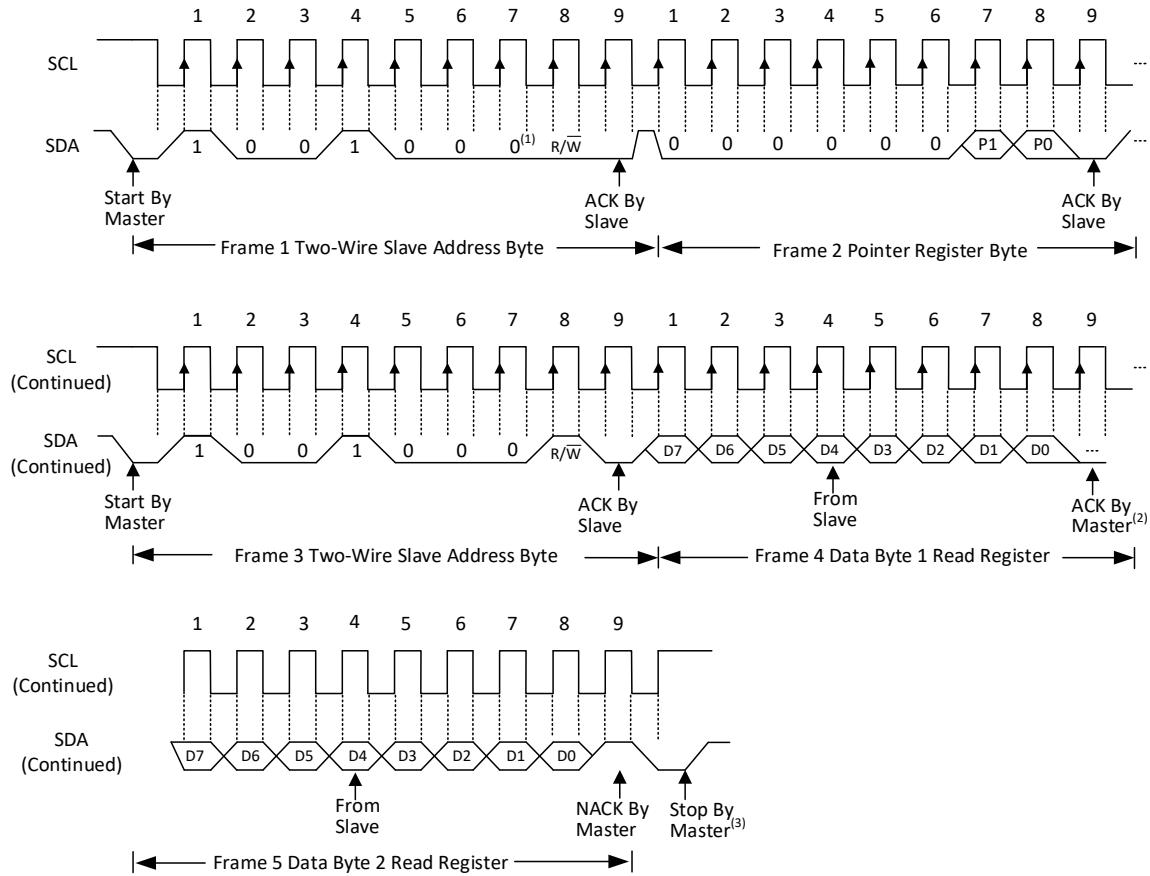 1 2 3 4 5 6 7 8 9 1 2 3 4 5 6 7 8 9
SCL ...
SDA 1 0 0 1 0 0 0(1) R/W̅ 0 0 0 0 0 0 P1 P0 ...
Start By Master
ACK By Slave
ACK By Slave
Frame 1 Two-Wire Slave Address Byte
Frame 2 Pointer Register Byte
1 2 3 4 5 6 7 8 9 1 2 3 4 5 6 7 8 9
SCL (Continued) ...
SDA (Continued) 1 0 0 1 0 0 0 R/W̅ D7 D6 D5 D4 D3 D2 D1 D0 ...
Start By Master
ACK By Slave
From Slave
ACK By Master(2)
Frame 3 Two-Wire Slave Address Byte
Frame 4 Data Byte 1 Read Register
1 2 3 4 5 6 7 8 9
SCL (Continued)
SDA (Continued) D7 D6 D5 D4 D3 D2 D1 D0
From Slave
NACK By Master
Stop By Master(3)
Frame 5 Data Byte 2 Read Register